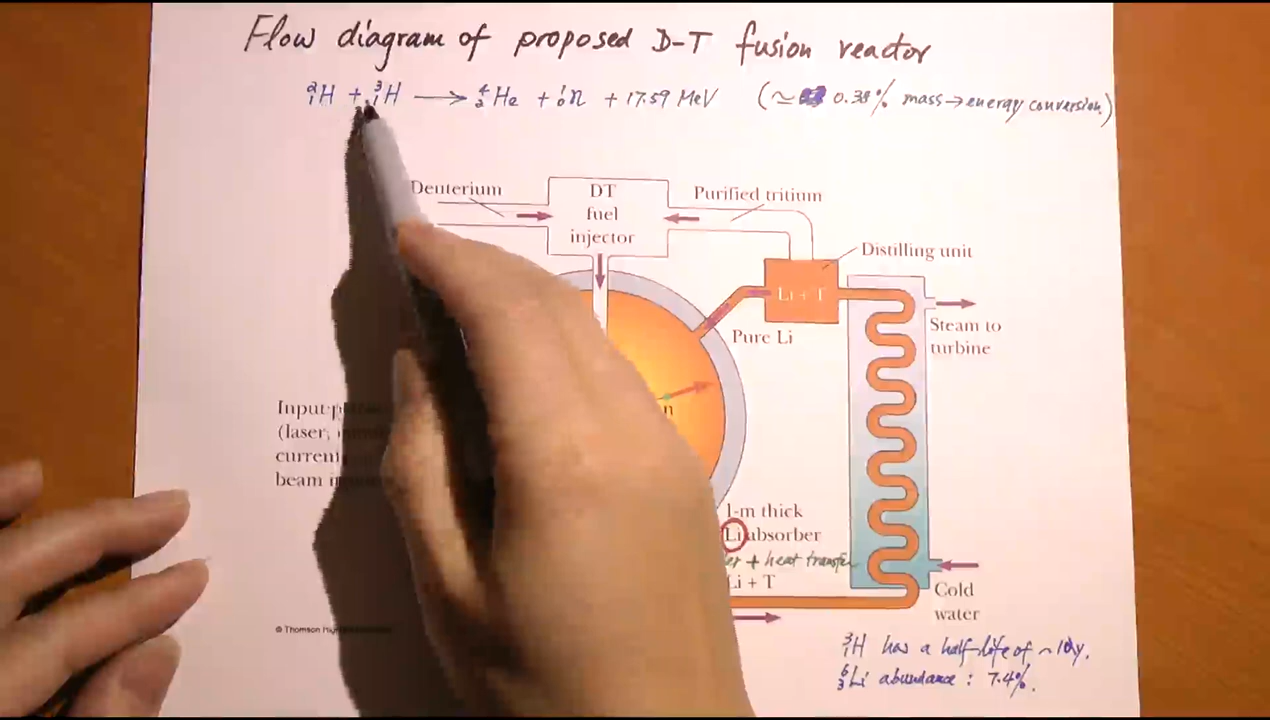 Flow diagram of proposed D-T fusion reactor
²₁H + ³₁H → ⁴₂He + ¹₀n + 17.59 MeV (≈ 0.38% mass→energy conversion)
Deuterium
DT
fuel
injector
Purified tritium
Distilling unit
Li + T
Pure Li
Steam to
turbine
n
Input
(laser,
current
beam
1-m thick
Li absorber
+ heat transfer
Li + T
Cold
water
© Thomson
³₁H has a half-life of ~10y.
⁶₃Li abundance: 7.4%.